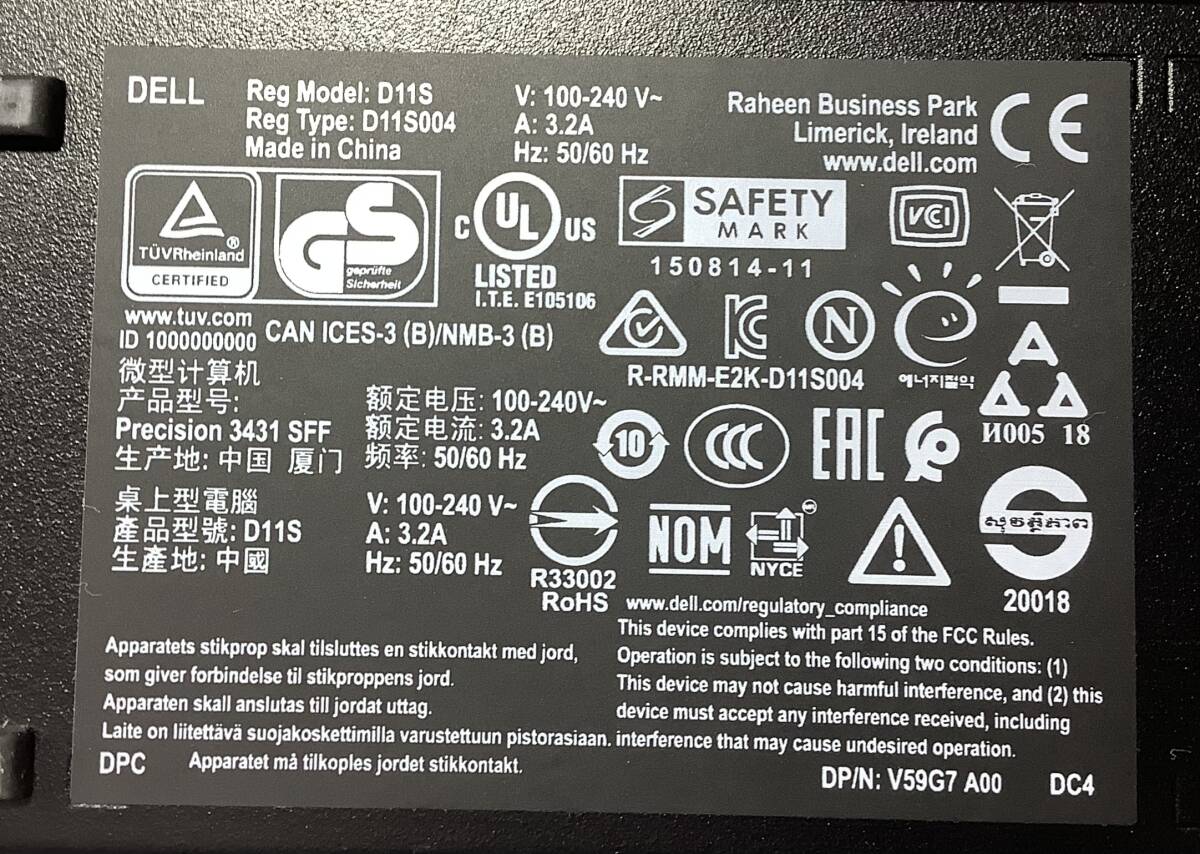 DELL
Reg Model: D11S
Reg Type: D11S004
Made in China
V: 100-240 V~
A: 3.2A
Hz: 50/60 Hz
Raheen Business Park
Limerick, Ireland
www.dell.com
CE
TÜVRheinland®
CERTIFIED
GS
geprüfte
Sicherheit
C UL US
LISTED
I.T.E. E105106
SAFETY
MARK
150814-11
VCI
www.tuv.com
ID 1000000000
CAN ICES-3 (B)/NMB-3 (B)
N
R-RMM-E2K-D11S004
에너지절약
И005 18
微型计算机
产品型号:
Precision 3431 SFF
生产地: 中国 厦门
额定电压: 100-240V~
额定电流: 3.2A
频率: 50/60 Hz
10
CCC
EAC
桌上型電腦
產品型號: D11S
生產地: 中國
V: 100-240 V~
A: 3.2A
Hz: 50/60 Hz
R33002
RoHS
NOM
NYCE
សុវត្ថិភាព
20018
www.dell.com/regulatory_compliance
This device complies with part 15 of the FCC Rules.
Operation is subject to the following two conditions: (1)
This device may not cause harmful interference, and (2) this
device must accept any interference received, including
interference that may cause undesired operation.
Apparatets stikprop skal tilsluttes en stikkontakt med jord,
som giver forbindelse til stikproppens jord.
Apparaten skall anslutas till jordat uttag.
Laite on liitettävä suojakoskettimilla varustettuun pistorasiaan.
DPC
Apparatet må tilkoples jordet stikkontakt.
DP/N: V59G7 A00
DC4